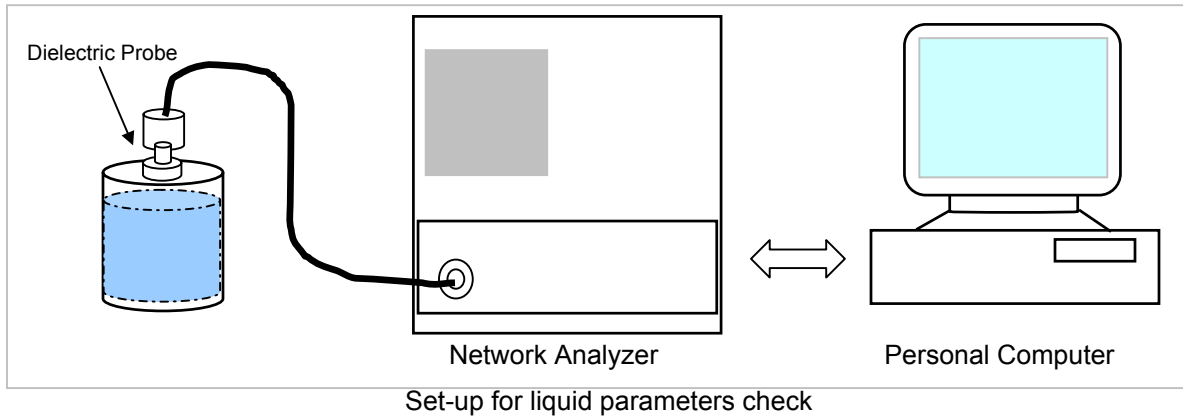 Dielectric Probe
Network Analyzer
Personal Computer
Set-up for liquid parameters check